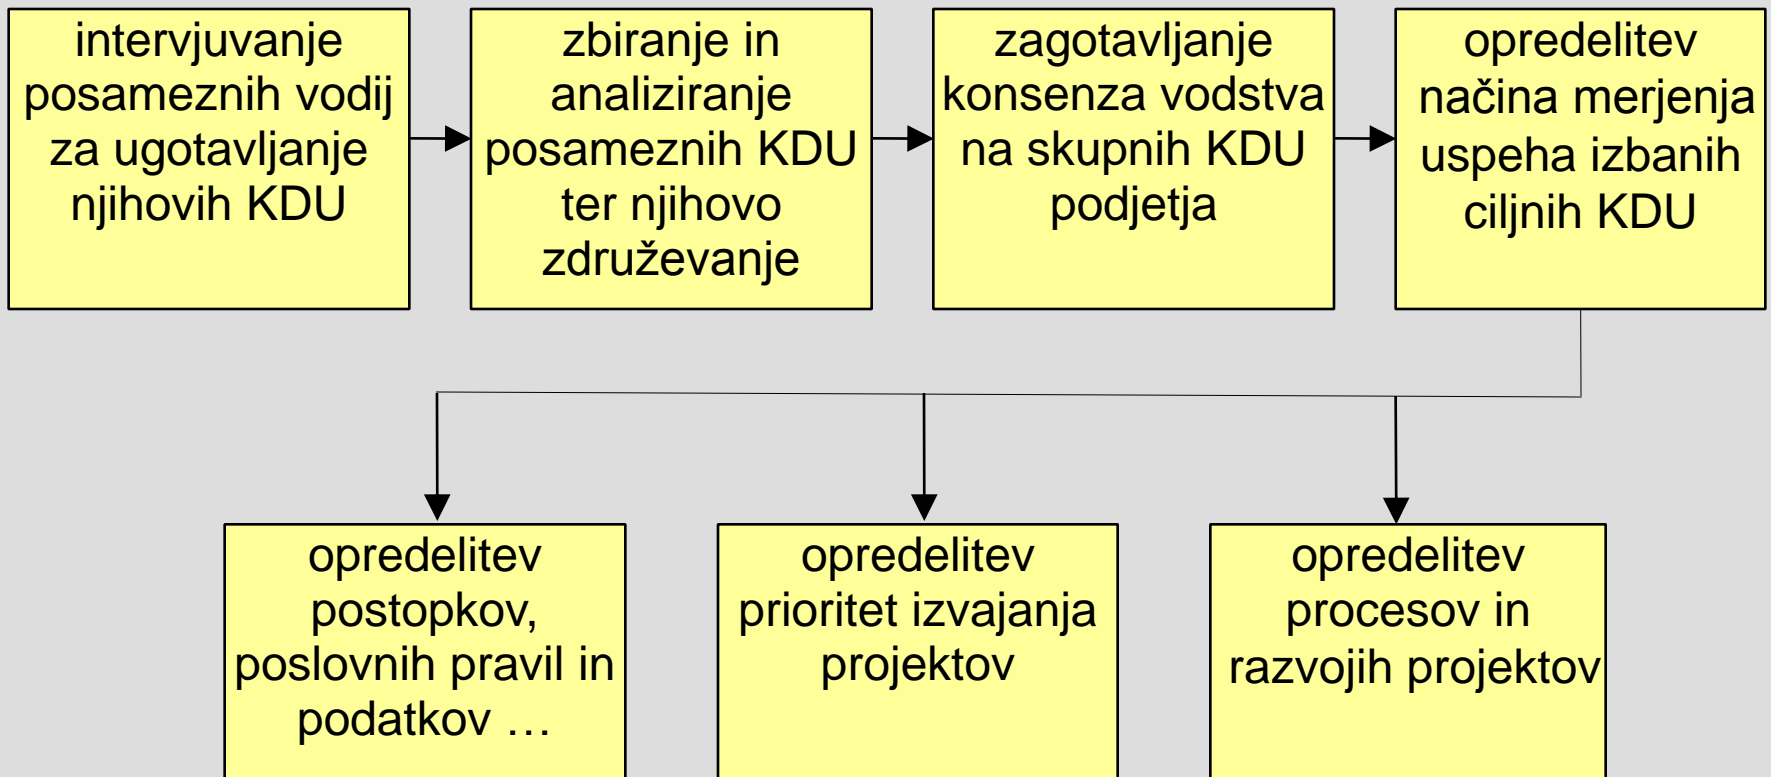 intervjuvanje
posameznih vodij
za ugotavljanje
njihovih KDU
zbiranje in
analiziranje
posameznih KDU
ter njihovo
združevanje
zagotavljanje
konsenza vodstva
na skupnih KDU
podjetja
opredelitev
načina merjenja
uspeha izbanih
ciljnih KDU
opredelitev
postopkov,
poslovnih pravil in
podatkov …
opredelitev
prioritet izvajanja
projektov
opredelitev
procesov in
razvojih projektov